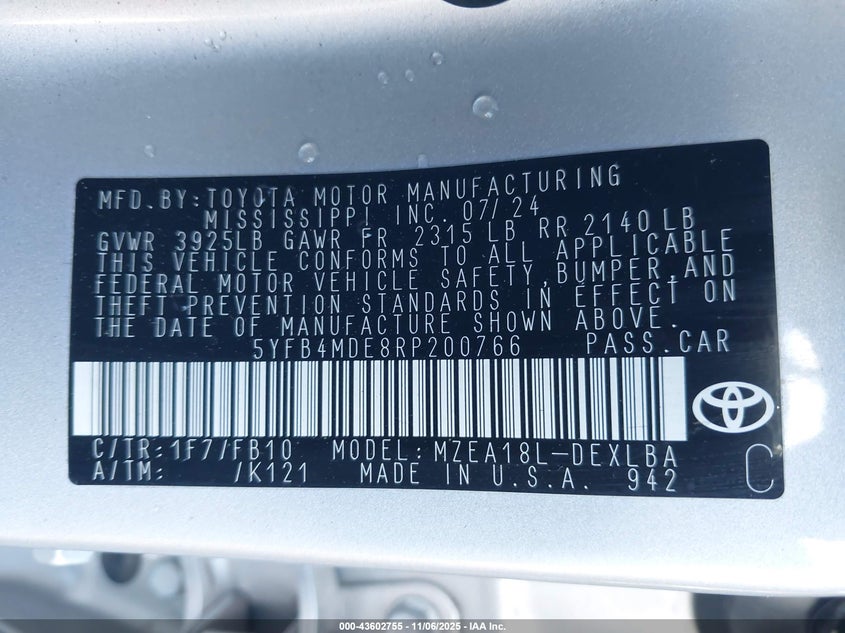 MFD. BY: TOYOTA MOTOR MANUFACTURING
MISSISSIPPI INC. 07/24
GVWR 3925LB GAWR FR 2315 LB RR 2140 LB
THIS VEHICLE CONFORMS TO ALL APPLICABLE
FEDERAL MOTOR VEHICLE SAFETY, BUMPER, AND
THEFT PREVENTION STANDARDS IN EFFECT ON
THE DATE OF MANUFACTURE SHOWN ABOVE.
5YFB4MDE8RP200766 PASS. CAR
C/TR: 1F7/FB10 MODEL: MZEA18L-DEXLBA
A/TM: /K121 MADE IN U.S.A. 942
C
000-43602755 - 11/06/2025 - IAA Inc.